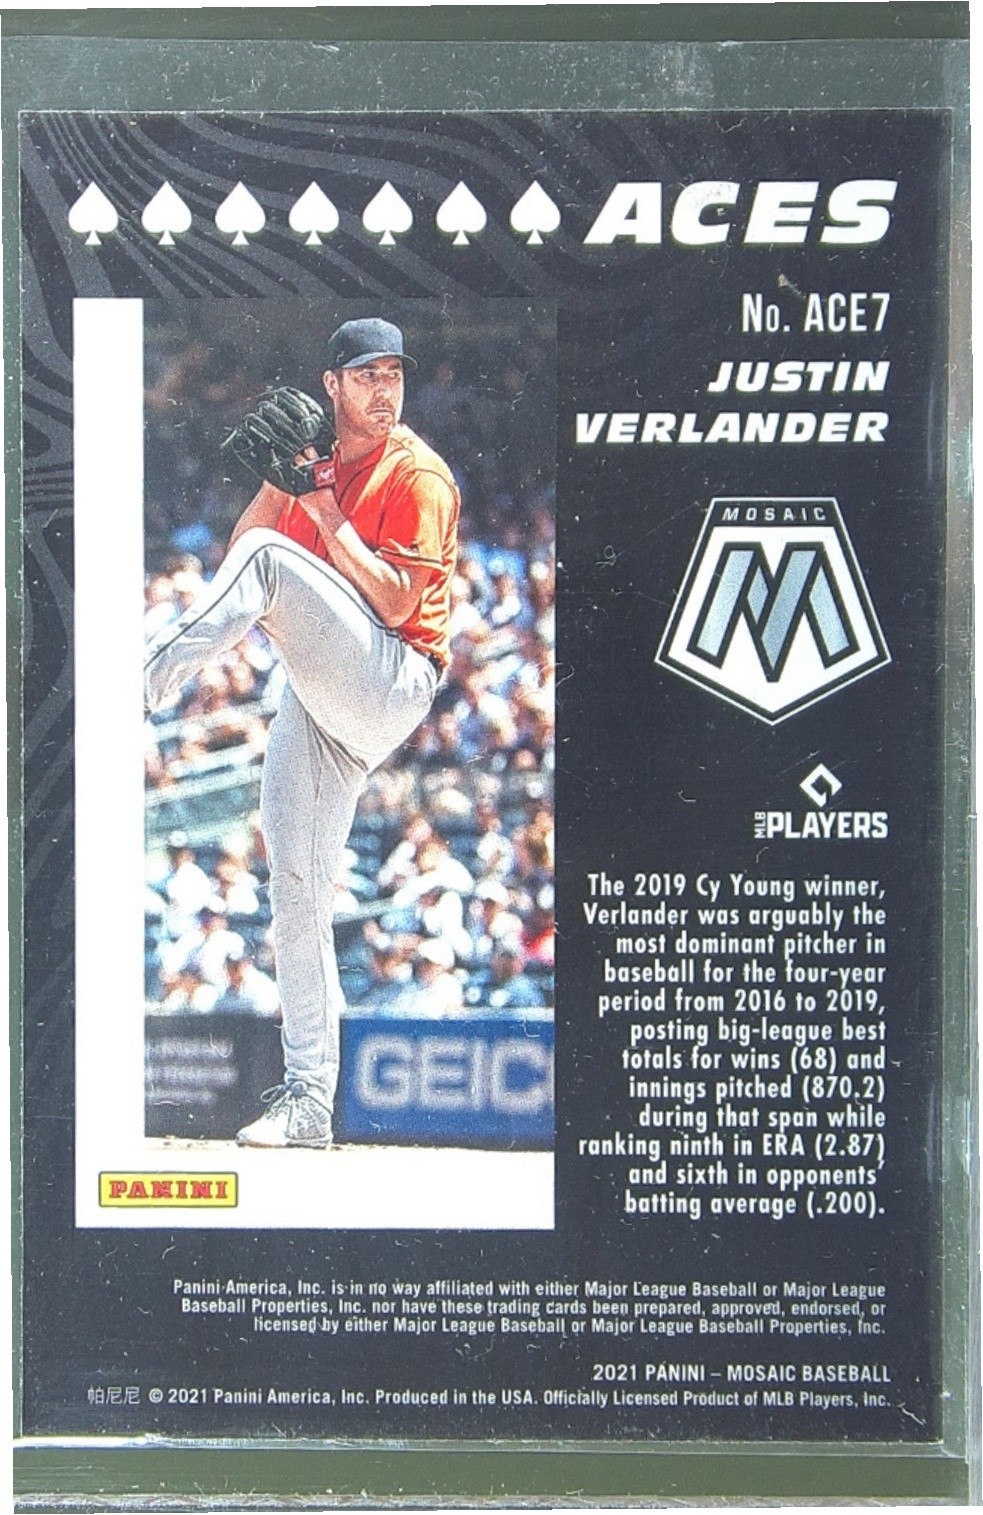 ACES
No. ACE7
JUSTIN
VERLANDER
MOSAIC
M
MLB PLAYERS
The 2019 Cy Young winner,
Verlander was arguably the
most dominant pitcher in
baseball for the four-year
period from 2016 to 2019,
posting big-league best
totals for wins (68) and
innings pitched (870.2)
during that span while
ranking ninth in ERA (2.87)
and sixth in opponents'
batting average (.200).
GEIC
PANINI
Panini America, Inc. is in no way affiliated with either Major League Baseball or Major League
Baseball Properties, Inc. nor have these trading cards been prepared, approved, endorsed, or
licensed by either Major League Baseball or Major League Baseball Properties, Inc.
2021 PANINI – MOSAIC BASEBALL
帕尼尼 © 2021 Panini America, Inc. Produced in the USA. Officially Licensed Product of MLB Players, Inc.